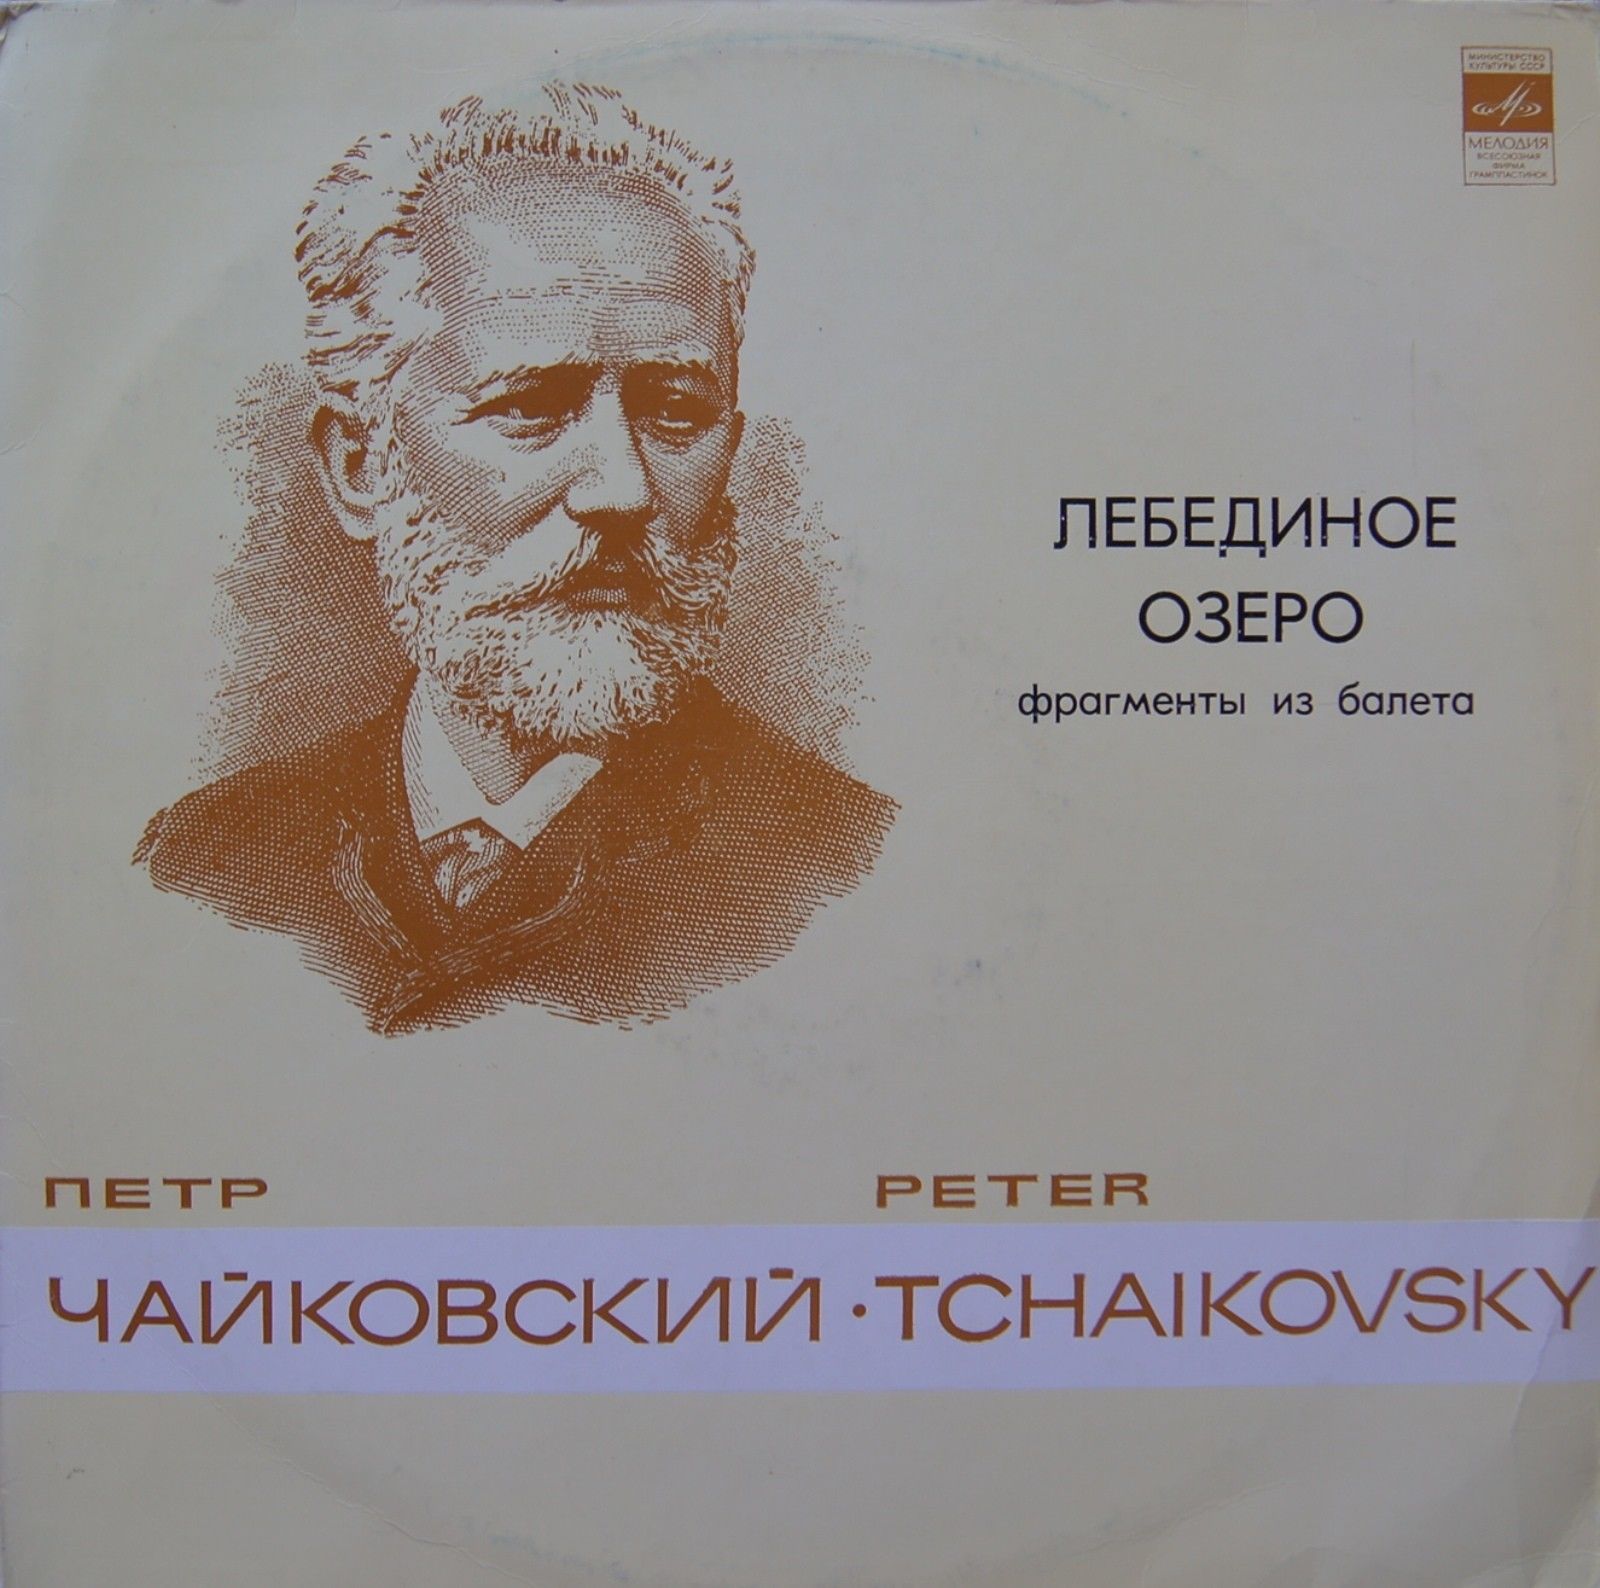 МИНИСТЕРСТВО
КУЛЬТУРЫ СССР
МЕЛОДИЯ
ВСЕСОЮЗНАЯ
ФИРМА
ГРАМПЛАСТИНОК
ЛЕБЕДИНОЕ
ОЗЕРО
фрагменты из балета
ПЕТР PETER
ЧАЙКОВСКИЙ · TCHAIKOVSKY